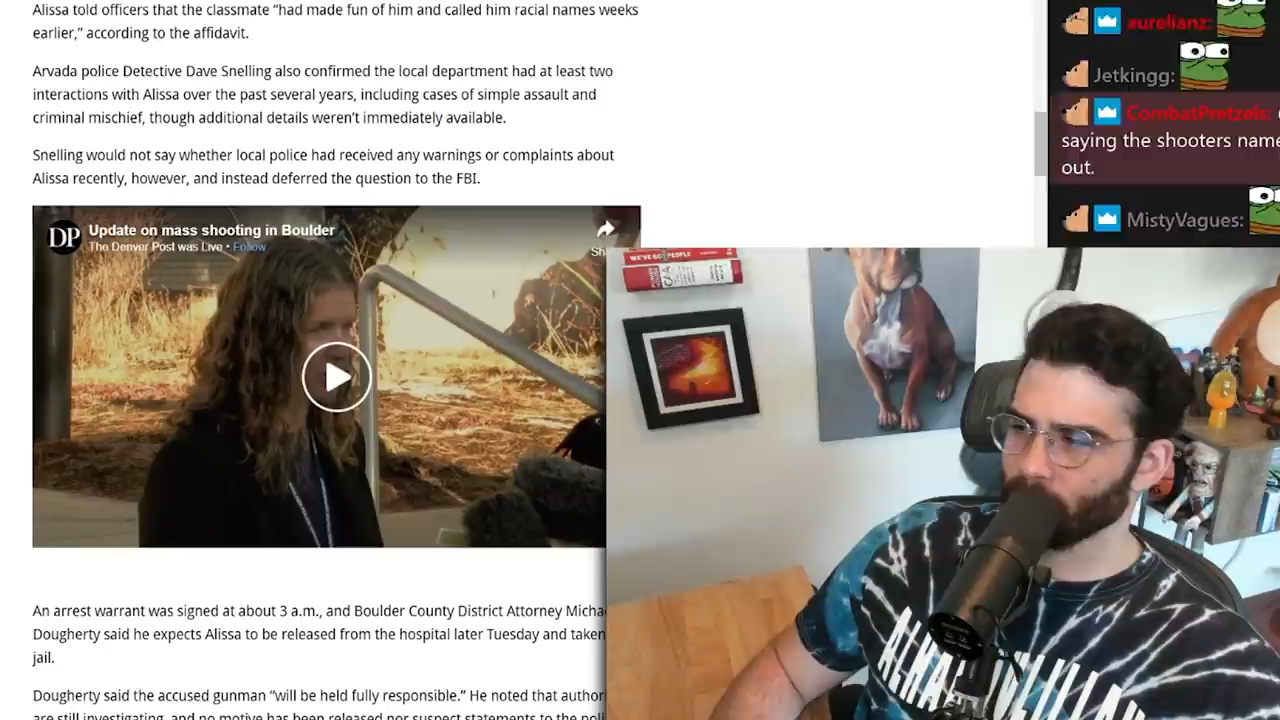 Alissa told officers that the classmate “had made fun of him and called him racial names weeks
earlier,” according to the affidavit.
Arvada police Detective Dave Snelling also confirmed the local department had at least two
interactions with Alissa over the past several years, including cases of simple assault and
criminal mischief, though additional details weren’t immediately available.
Snelling would not say whether local police had received any warnings or complaints about
Alissa recently, however, and instead deferred the question to the FBI.
DP
Update on mass shooting in Boulder
The Denver Post was Live • Follow
An arrest warrant was signed at about 3 a.m., and Boulder County District Attorney
Dougherty said he expects Alissa to be released from the hospital later Tuesday and taken
jail.
Dougherty said the accused gunman “will be held fully responsible.” He noted that
are still investigating, and no motive has been released nor suspect statements to the
aurelianz:
Jetkingg:
CombatPretzels:
saying the shooters name
out.
MistyVagues:
WE'VE GOT PEOPLE